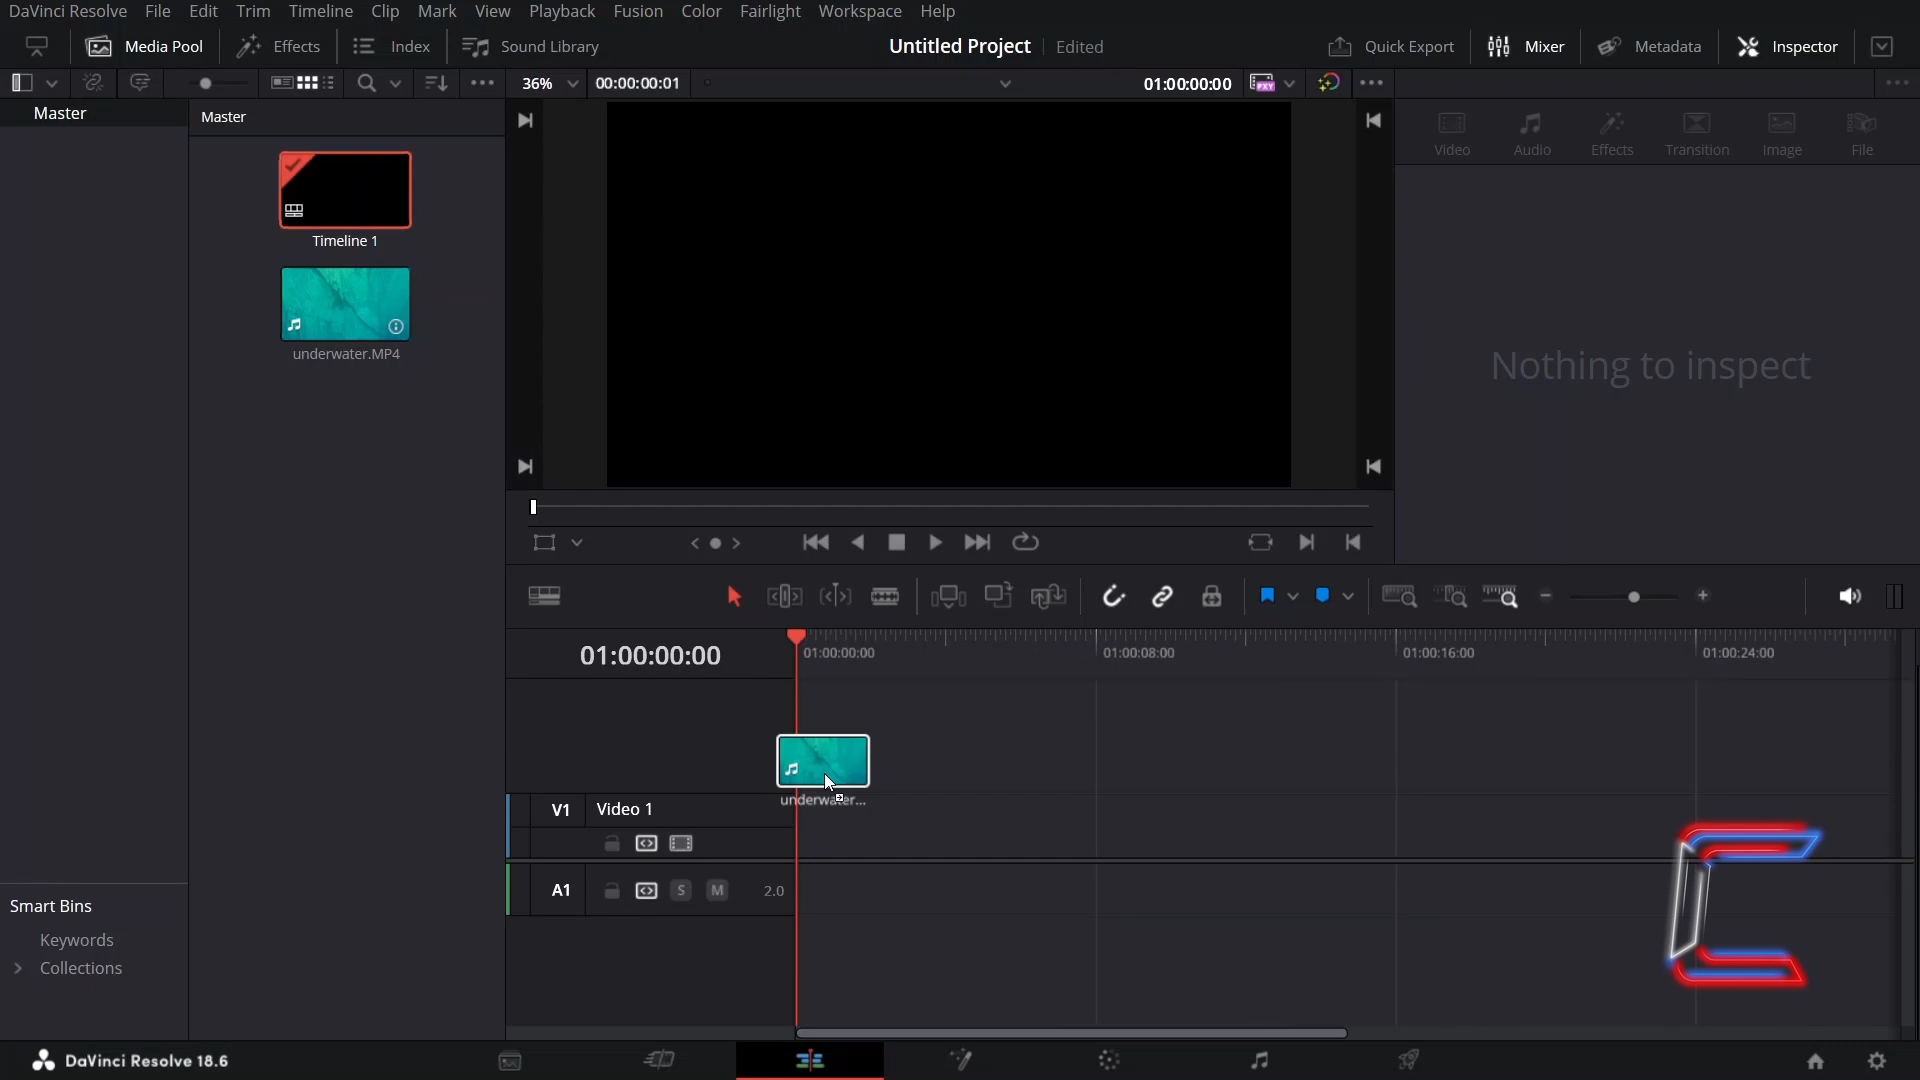 DaVinci Resolve File Edit Trim Timeline Clip Mark View Playback Fusion Color Fairlight Workspace Help
Media Pool Effects Index Sound Library Untitled Project Edited Quick Export Mixer Metadata Inspector
36% 00:00:00:01 01:00:00:00 PXY
Master Master
Video Audio Effects Transition Image File
Timeline 1
underwater.MP4
Nothing to inspect
01:00:00:00 01:00:00:00 01:00:08:00 01:00:16:00 01:00:24:00
underwater...
V1 Video 1
A1 S M 2.0
Smart Bins
Keywords
Collections
DaVinci Resolve 18.6